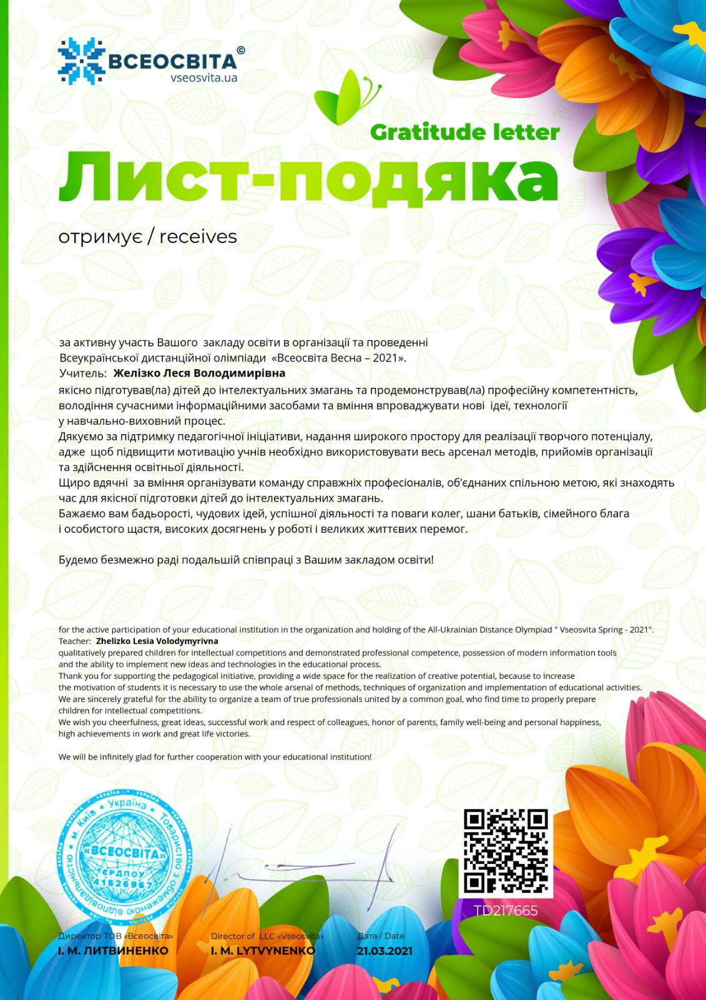 ВСЕОСВІТА©
vseosvita.ua
Gratitude letter
Лист-подяка
отримує / receives
за активну участь Вашого закладу освіти в організації та проведенні
Всеукраїнської дистанційної олімпіади «Всеосвіта Весна – 2021».
Учитель: Желізко Леся Володимирівна
якісно підготував(ла) дітей до інтелектуальних змагань та продемонстрував(ла) професійну компетентність,
володіння сучасними інформаційними засобами та вміння впроваджувати нові ідеї, технології
у навчально-виховний процес.
Дякуємо за підтримку педагогічної ініціативи, надання широкого простору для реалізації творчого потенціалу,
адже щоб підвищити мотивацію учнів необхідно використовувати весь арсенал методів, прийомів організації
та здійснення освітньої діяльності.
Щиро вдячні за вміння організувати команду справжніх професіоналів, об’єднаних спільною метою, які знаходять
час для якісної підготовки дітей до інтелектуальних змагань.
Бажаємо вам бадьорості, чудових ідей, успішної діяльності та поваги колег, шани батьків, сімейного блага
і особистого щастя, високих досягнень у роботі і великих життєвих перемог.
Будемо безмежно раді подальшій співпраці з Вашим закладом освіти!
for the active participation of your educational institution in the organization and holding of the All-Ukrainian Distance Olympiad " Vseosvita Spring - 2021".
Teacher: Zhelizko Lesia Volodymyrivna
qualitatively prepared children for intellectual competitions and demonstrated professional competence, possession of modern information tools
and the ability to implement new ideas and technologies in the educational process.
Thank you for supporting the pedagogical initiative, providing a wide space for the realization of creative potential, because to increase
the motivation of students it is necessary to use the whole arsenal of methods, techniques of organization and implementation of educational activities.
We are sincerely grateful for the ability to organize a team of true professionals united by a common goal, who find time to properly prepare
children for intellectual competitions.
We wish you cheerfulness, great ideas, successful work and respect of colleagues, honor of parents, family well-being and personal happiness,
high achievements in work and great life victories.
We will be infinitely glad for further cooperation with your educational institution!
УКРАЇНА * УКРАЇНА * УКРАЇНА * УКРАЇНА
м. Київ * Україна * Товариство з обмеженою відповідальністю *
«ВСЕОСВІТА»
ЄРДПОУ
41526967
TD217665
Директор ТОВ «Всеосвіта»
І. М. ЛИТВИНЕНКО
Director of LLC «Vseosvita»
I. M. LYTVYNENKO
Дата / Date
21.03.2021